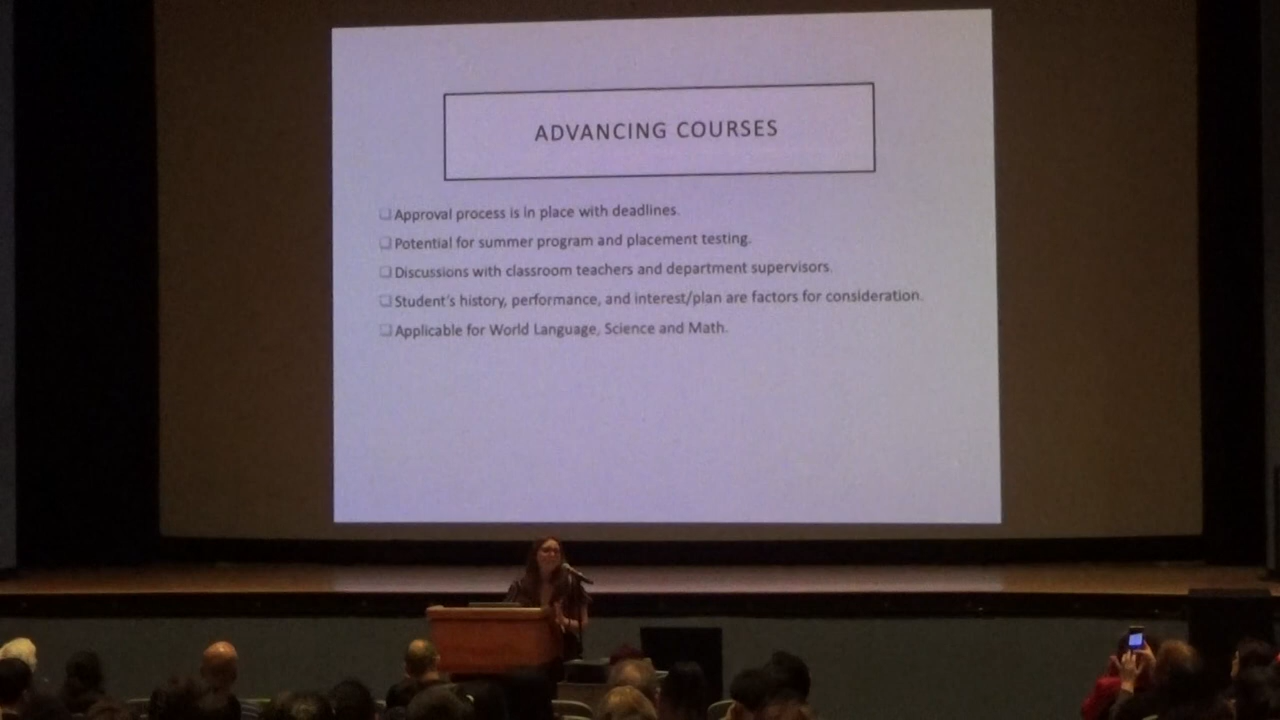 ADVANCING COURSES
Approval process is in place with deadlines.
Potential for summer program and placement testing.
Discussions with classroom teachers and department supervisors.
Student's history, performance, and interest/plan are factors for consideration.
Applicable for World Language, Science and Math.